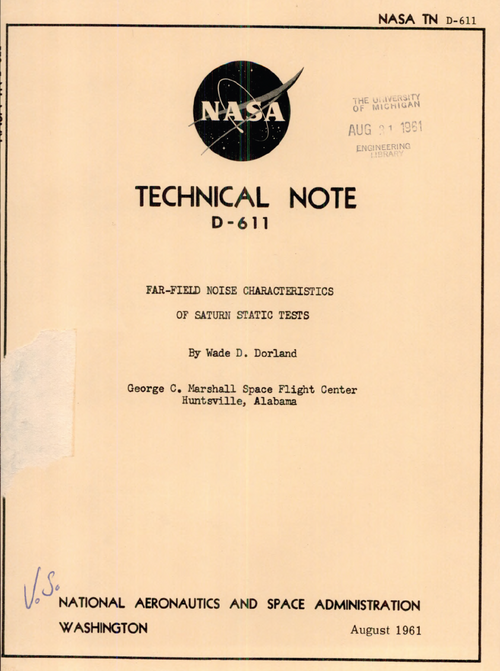 NASA TN D-611
NASA
THE UNIVERSITY
OF MICHIGAN
AUG 31 1961
ENGINEERING
LIBRARY
TECHNICAL NOTE
D-611
FAR-FIELD NOISE CHARACTERISTICS
OF SATURN STATIC TESTS
By Wade D. Dorland
George C. Marshall Space Flight Center
Huntsville, Alabama
V.S.
NATIONAL AERONAUTICS AND SPACE ADMINISTRATION
WASHINGTON
August 1961